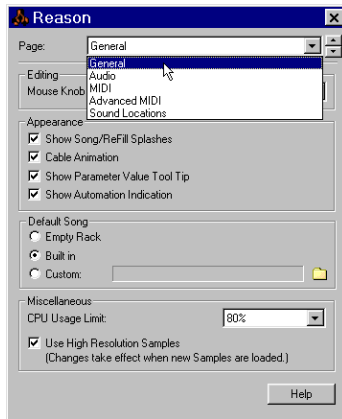 Reason
Page: General
General
Audio
MIDI
Advanced MIDI
Sound Locations
Editing
Mouse Knob
Appearance
Show Song/ReFill Splashes
Cable Animation
Show Parameter Value Tool Tip
Show Automation Indication
Default Song
Empty Rack
Built in
Custom:
Miscellaneous
CPU Usage Limit: 80%
Use High Resolution Samples
(Changes take effect when new Samples are loaded.)
Help